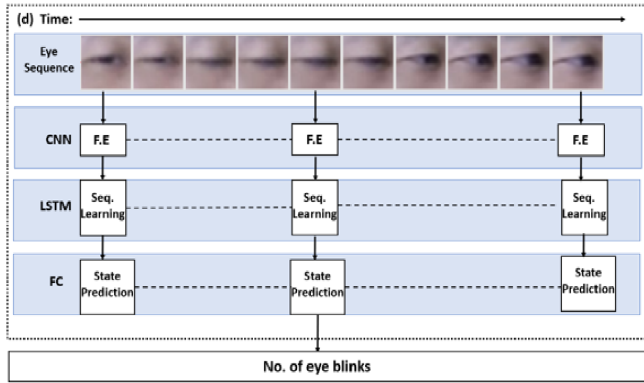 (d) Time:
Eye
Sequence
CNN
F.E
F.E
F.E
LSTM
Seq.
Learning
Seq.
Learning
Seq.
Learning
FC
State
Prediction
State
Prediction
State
Prediction
No. of eye blinks